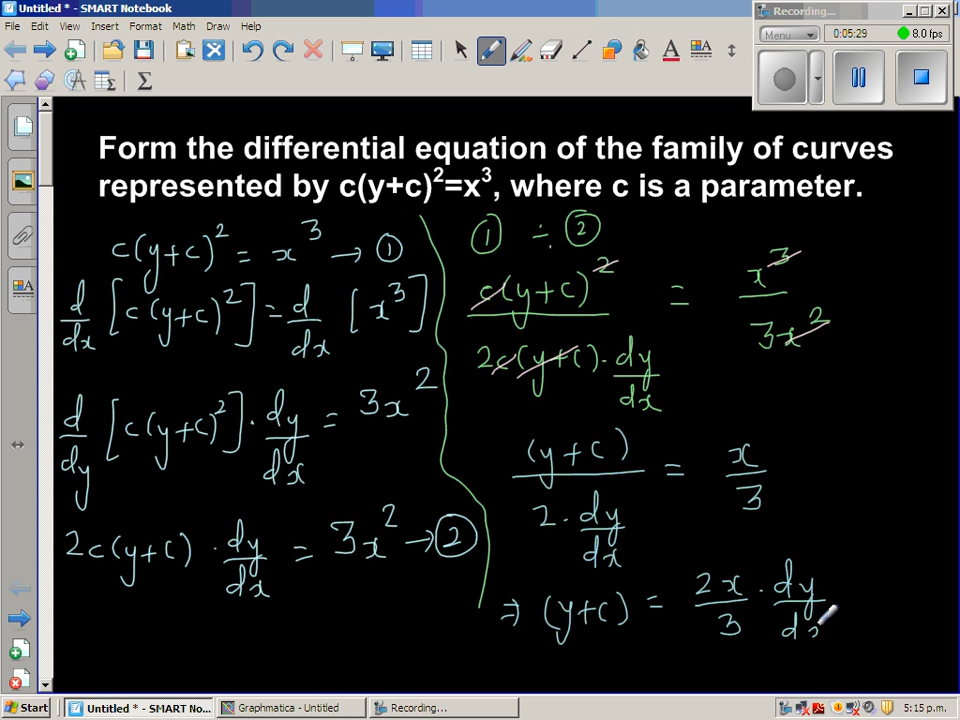 Untitled * - SMART Notebook
File Edit View Insert Format Math Draw Help
Recording...
Menu 0:05:29 8.0 fps
Form the differential equation of the family of curves
represented by c(y+c)²=x³, where c is a parameter.
c(y+c)² = x³ → ①
d/dx [c(y+c)²] = d/dx [x³]
d/dy [c(y+c)²] · dy/dx = 3x²
2c(y+c) · dy/dx = 3x² → ②
① ÷ ②
c(y+c)² / 2c(y+c) · dy/dx = x³ / 3x²
(y+c) / 2 · dy/dx = x / 3
⇒ (y+c) = 2x/3 · dy/dx
Start Untitled * - SMART No... Graphmatica - Untitled Recording... 5:15 p.m.